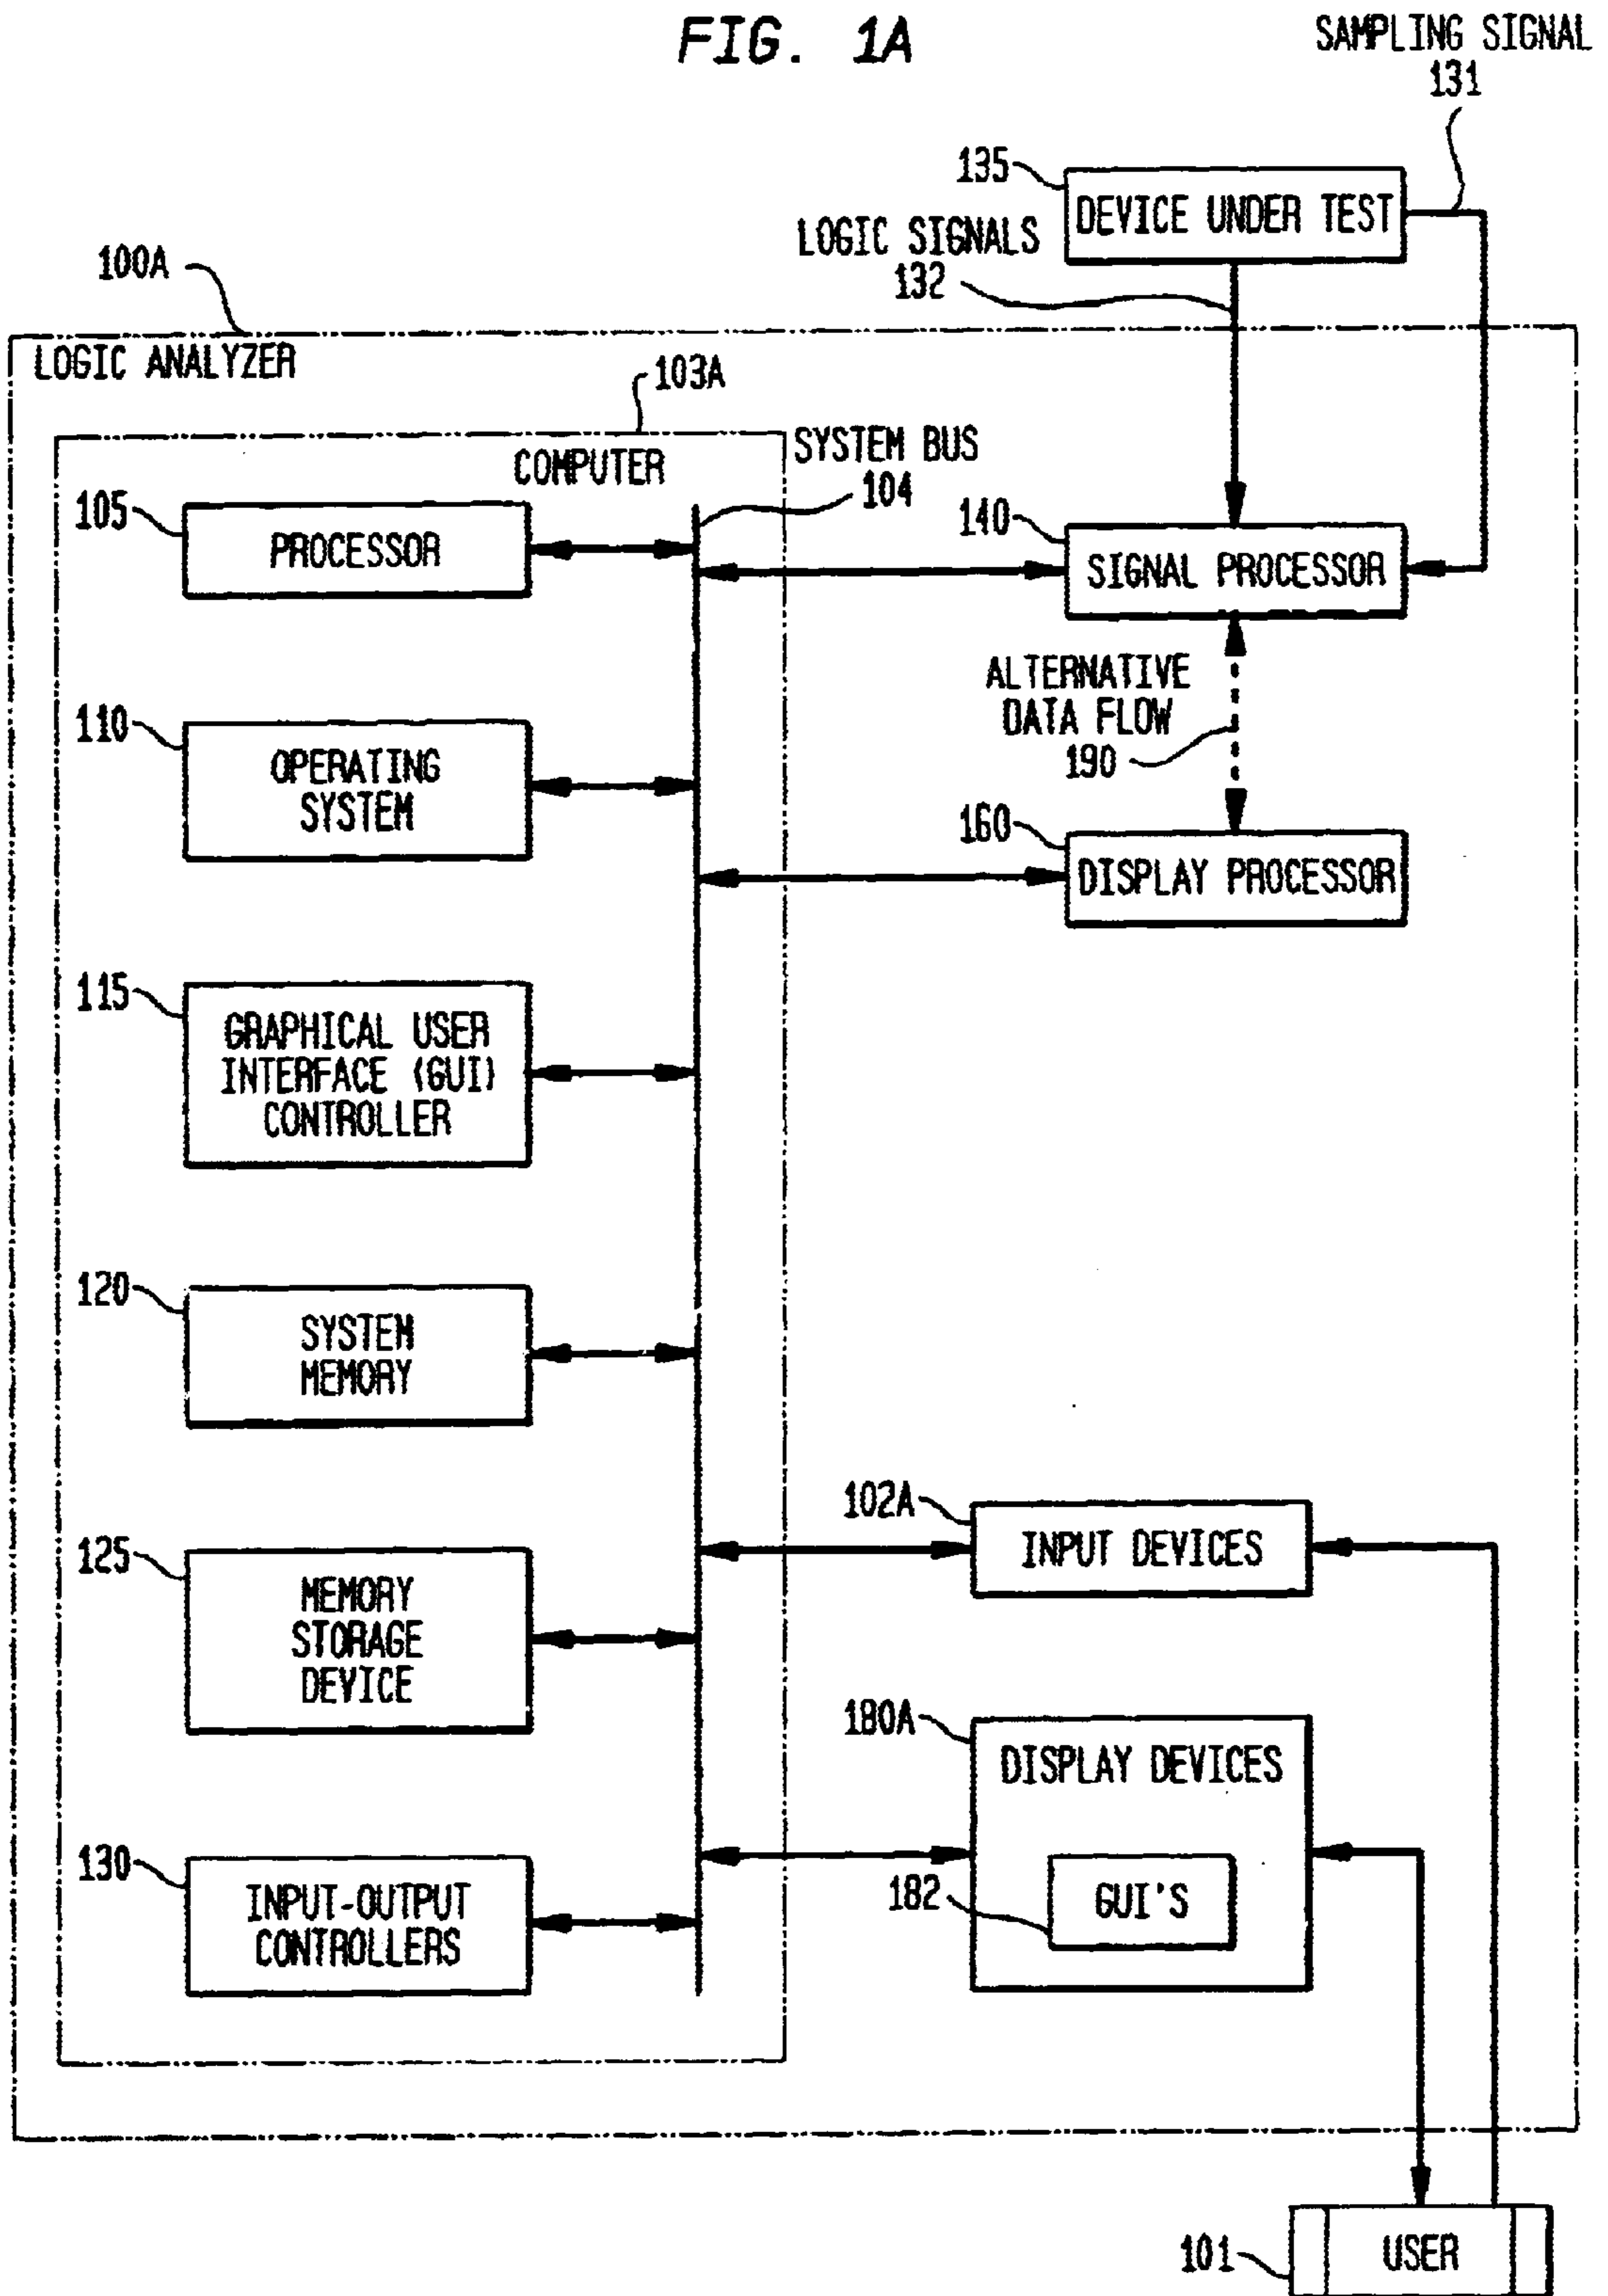 FIG. 1A
SAMPLING SIGNAL
131
135
DEVICE UNDER TEST
LOGIC SIGNALS
132
100A
LOGIC ANALYZER
103A
COMPUTER
SYSTEM BUS
104
105
PROCESSOR
140
SIGNAL PROCESSOR
ALTERNATIVE
DATA FLOW
190
110
OPERATING
SYSTEM
160
DISPLAY PROCESSOR
115
GRAPHICAL USER
INTERFACE (GUI)
CONTROLLER
120
SYSTEM
MEMORY
102A
INPUT DEVICES
125
MEMORY
STORAGE
DEVICE
180A
DISPLAY DEVICES
182
GUI'S
130
INPUT-OUTPUT
CONTROLLERS
101
USER